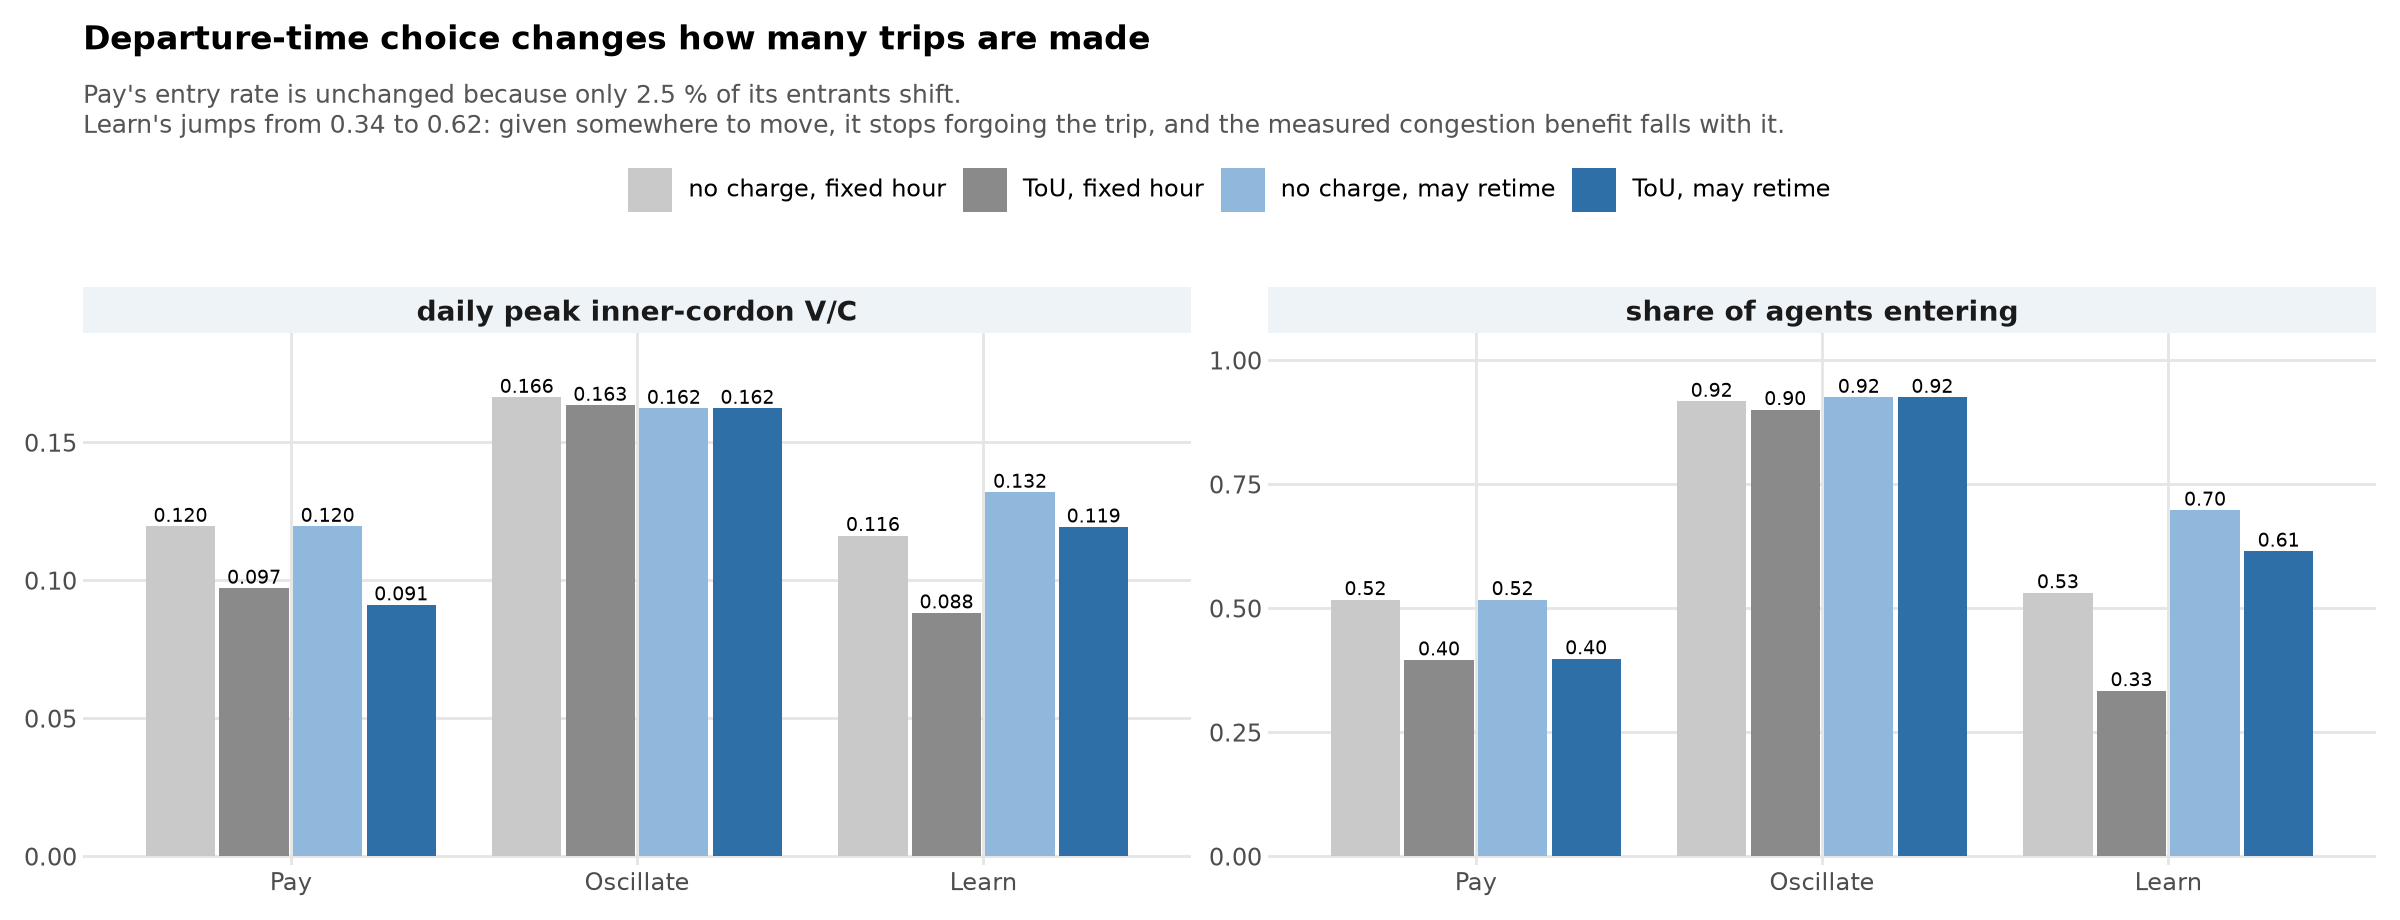 Departure-time choice changes how many trips are made
Pay's entry rate is unchanged because only 2.5 % of its entrants shift.
Learn's jumps from 0.34 to 0.62: given somewhere to move, it stops forgoing the trip, and the measured congestion benefit falls with it.
no charge, fixed hour
ToU, fixed hour
no charge, may retime
ToU, may retime
daily peak inner-cordon V/C
0.15
0.10
0.05
0.00
0.120
0.097
0.120
0.091
0.166
0.163
0.162
0.162
0.116
0.088
0.132
0.119
Pay
Oscillate
Learn
share of agents entering
1.00
0.75
0.50
0.25
0.00
0.52
0.40
0.52
0.40
0.92
0.90
0.92
0.92
0.53
0.33
0.70
0.61
Pay
Oscillate
Learn